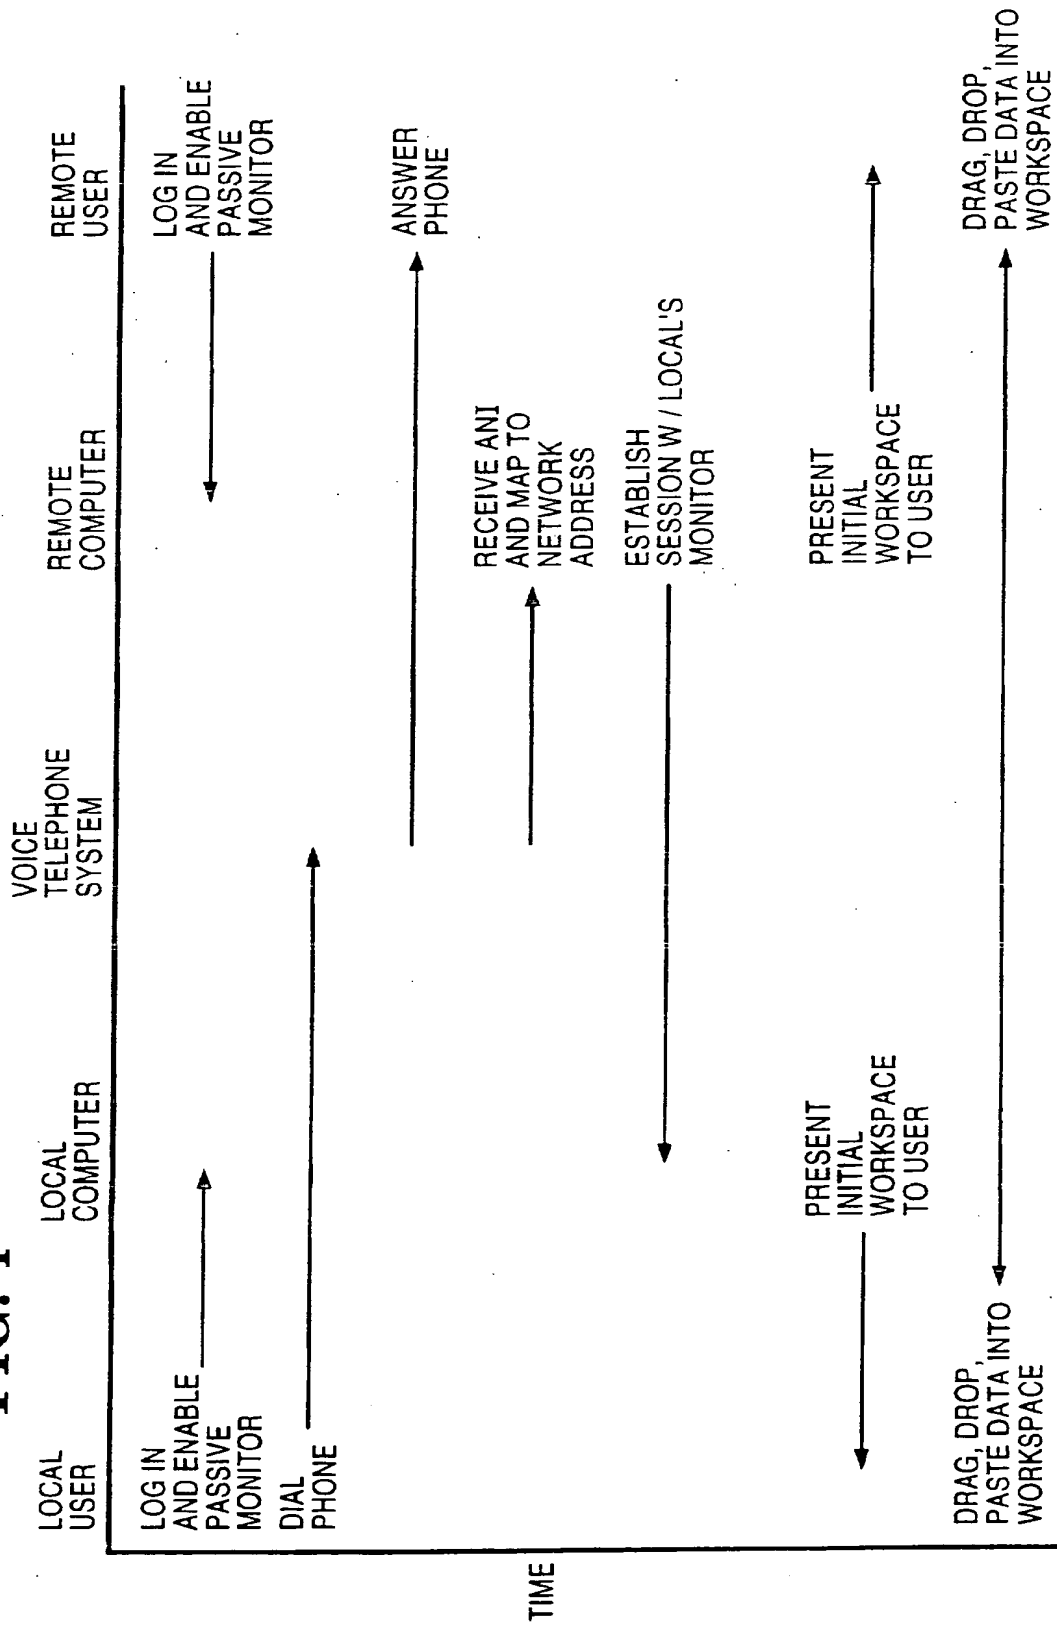 FIG. 1
LOCAL
USER
LOCAL
COMPUTER
VOICE
TELEPHONE
SYSTEM
REMOTE
COMPUTER
REMOTE
USER
TIME
LOG IN
AND ENABLE
PASSIVE
MONITOR
LOG IN
AND ENABLE
PASSIVE
MONITOR
DIAL
PHONE
ANSWER
PHONE
RECEIVE ANI
AND MAP TO
NETWORK
ADDRESS
ESTABLISH
SESSION W / LOCAL'S
MONITOR
PRESENT
INITIAL
WORKSPACE
TO USER
PRESENT
INITIAL
WORKSPACE
TO USER
DRAG, DROP,
PASTE DATA INTO
WORKSPACE
DRAG, DROP,
PASTE DATA INTO
WORKSPACE